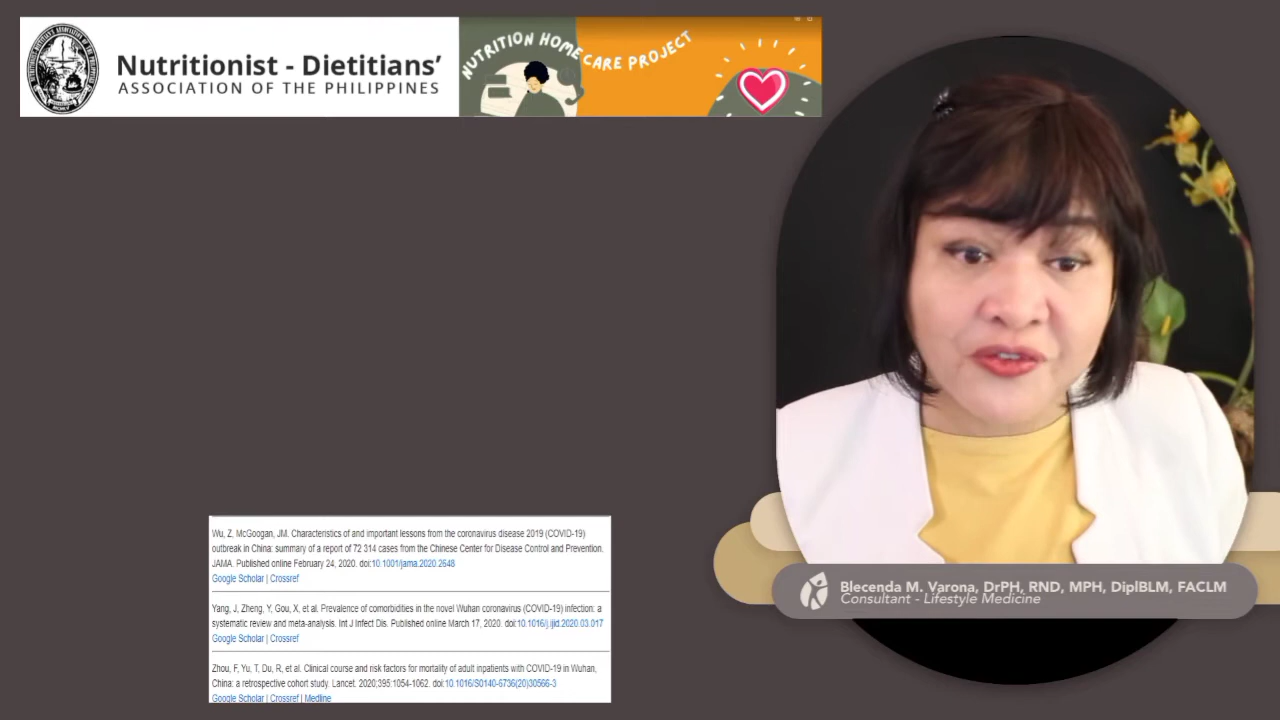 Nutritionist - Dietitians'
ASSOCIATION OF THE PHILIPPINES
NUTRITION HOME CARE PROJECT
Wu, Z, McGoogan, JM. Characteristics of and important lessons from the coronavirus disease 2019 (COVID-19)
outbreak in China: summary of a report of 72 314 cases from the Chinese Center for Disease Control and Prevention.
JAMA. Published online February 24, 2020. doi:10.1001/jama.2020.2648
Google Scholar | Crossref
Yang, J, Zheng, Y, Gou, X, et al. Prevalence of comorbidities in the novel Wuhan coronavirus (COVID-19) infection: a
systematic review and meta-analysis. Int J Infect Dis. Published online March 17, 2020. doi:10.1016/j.ijid.2020.03.017
Google Scholar | Crossref
Zhou, F, Yu, T, Du, R, et al. Clinical course and risk factors for mortality of adult inpatients with COVID-19 in Wuhan,
China: a retrospective cohort study. Lancet. 2020;395:1054-1062. doi:10.1016/S0140-6736(20)30566-3
Google Scholar | Crossref | Medline
Blecenda M. Varona, DrPH, RND, MPH, DiplBLM, FACLM
Consultant - Lifestyle Medicine